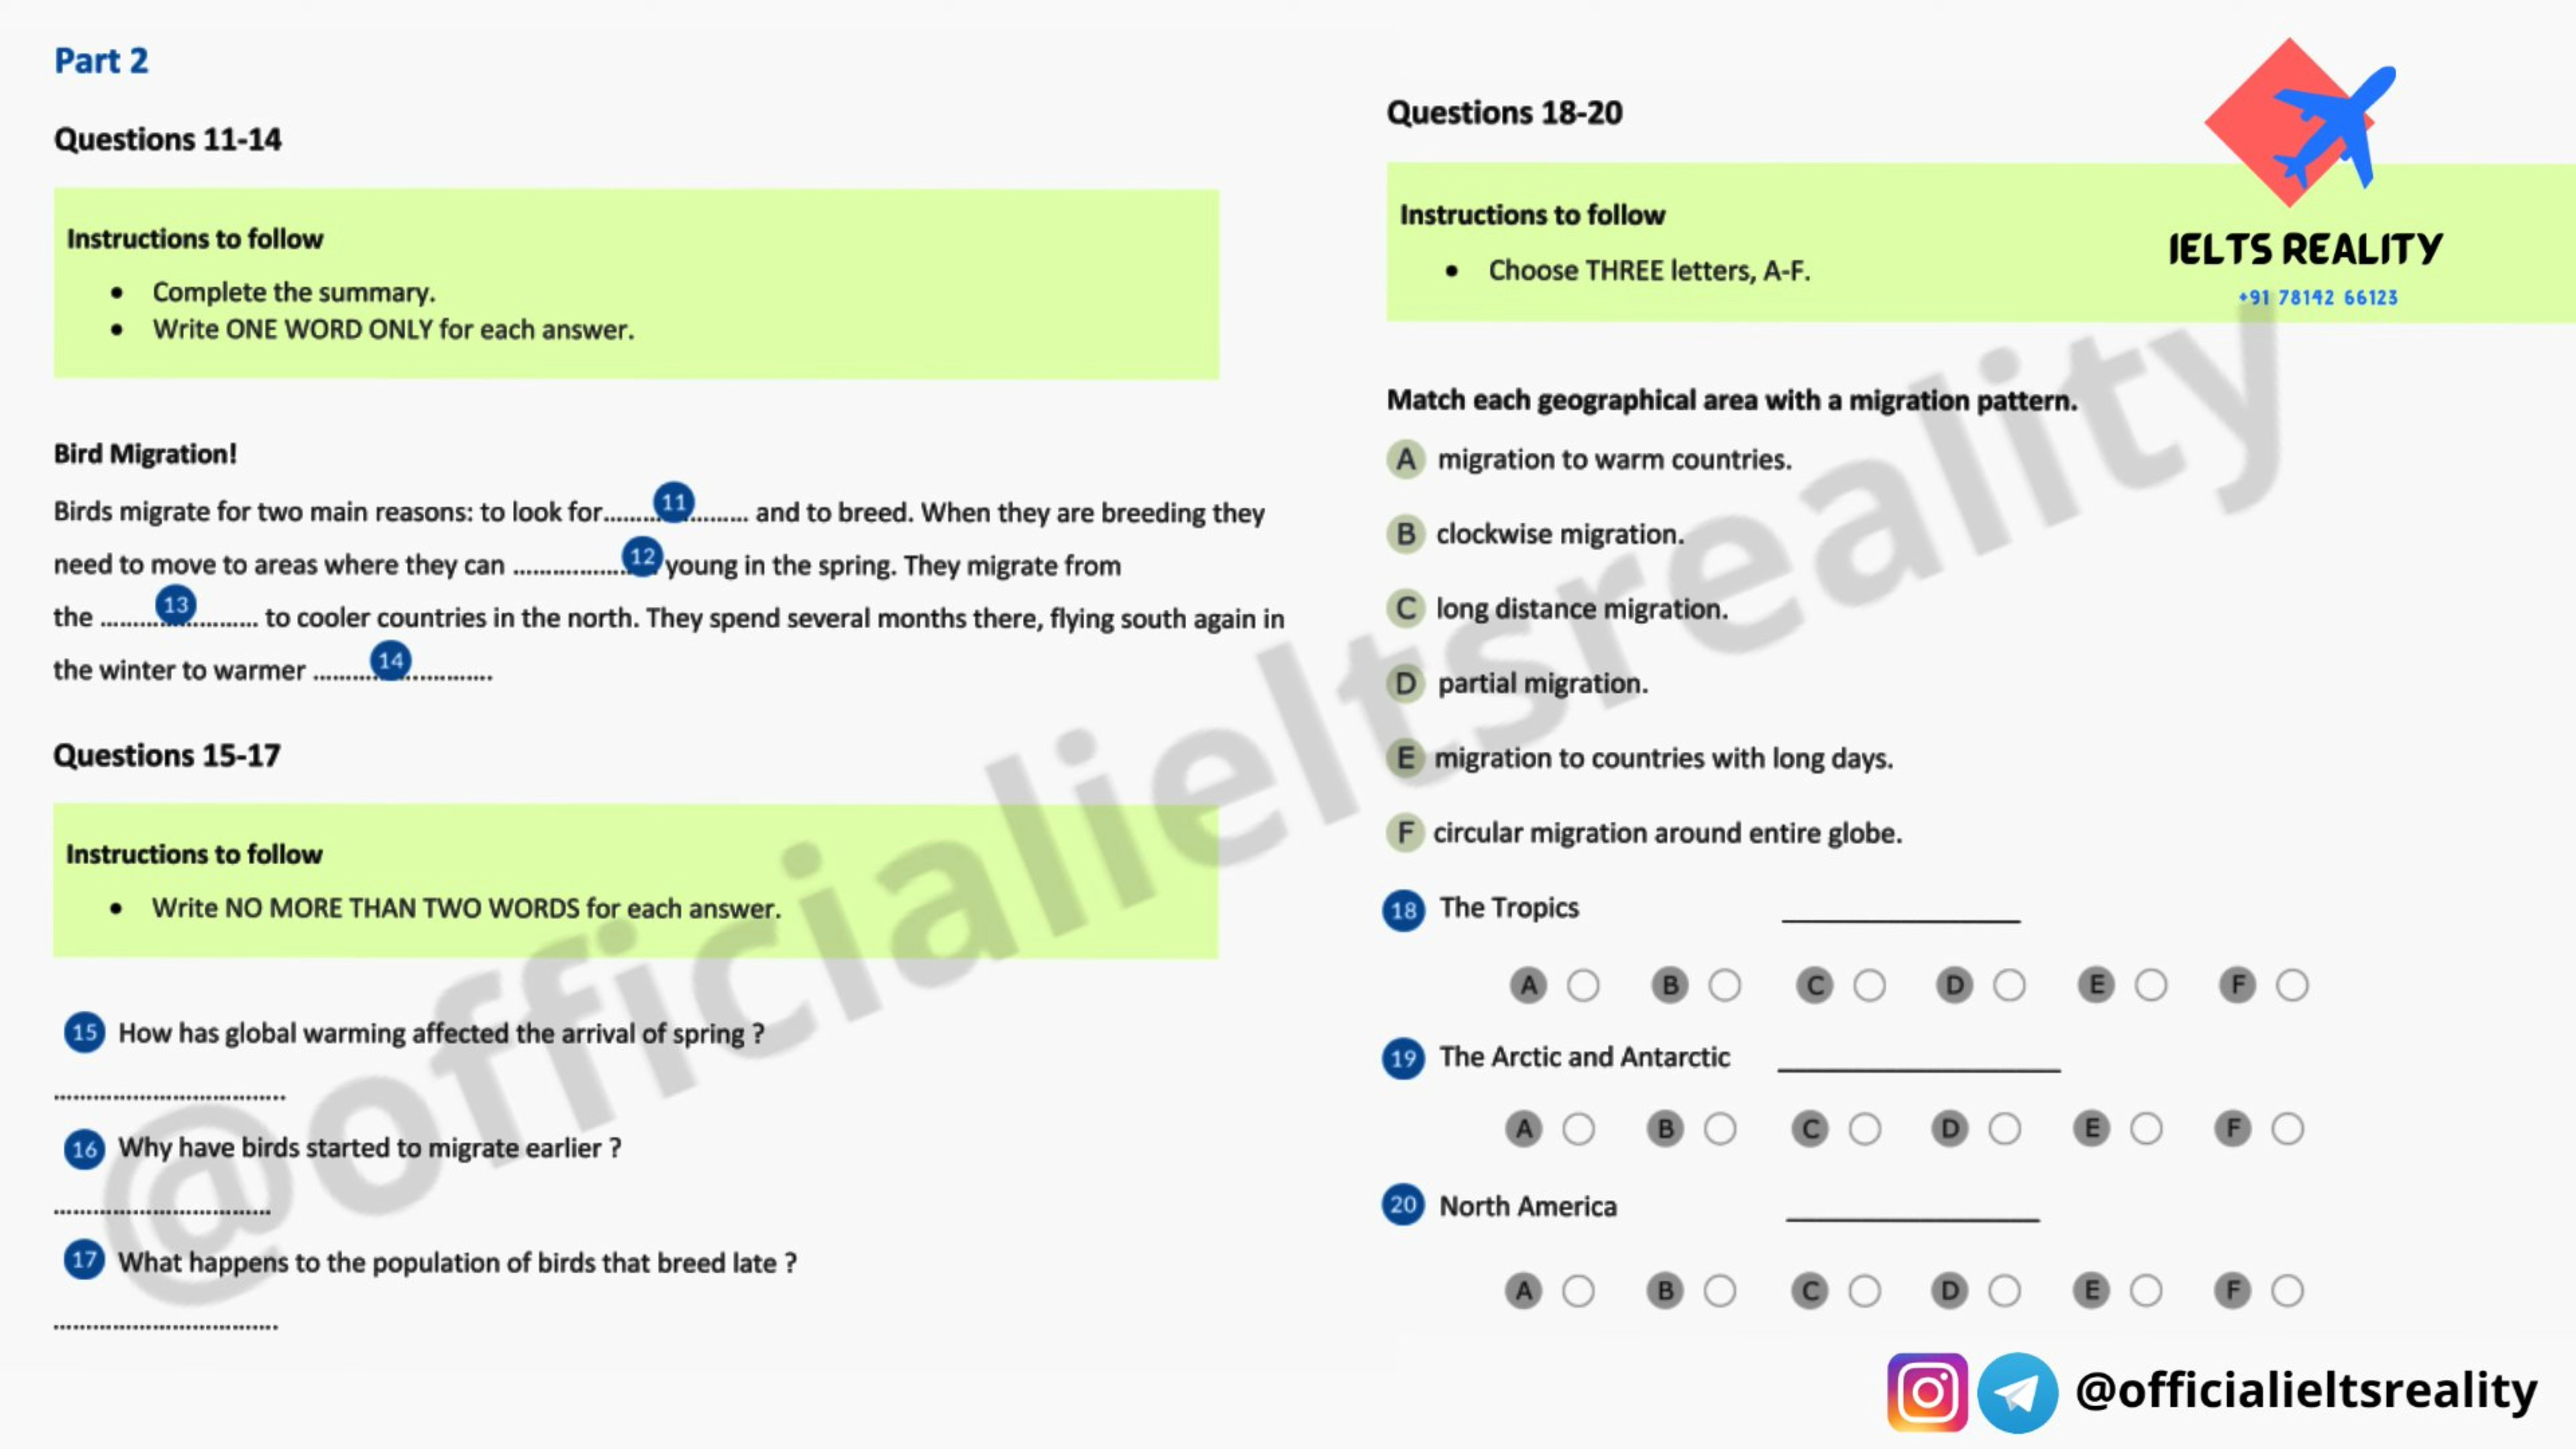 Part 2
Questions 11-14
Instructions to follow
• Complete the summary.
• Write ONE WORD ONLY for each answer.
Bird Migration!
Birds migrate for two main reasons: to look for.........11......... and to breed. When they are breeding they
need to move to areas where they can ..................12 young in the spring. They migrate from
the .........13........... to cooler countries in the north. They spend several months there, flying south again in
the winter to warmer .........14.............
Questions 15-17
Instructions to follow
• Write NO MORE THAN TWO WORDS for each answer.
15 How has global warming affected the arrival of spring ?
.......................................
16 Why have birds started to migrate earlier ?
.....................................
17 What happens to the population of birds that breed late ?
......................................
Questions 18-20
Instructions to follow
• Choose THREE letters, A-F.
IELTS REALITY
+91 78142 66123
Match each geographical area with a migration pattern.
A migration to warm countries.
B clockwise migration.
C long distance migration.
D partial migration.
E migration to countries with long days.
F circular migration around entire globe.
18 The Tropics
A B C D E F
19 The Arctic and Antarctic
A B C D E F
20 North America
A B C D E F
@officialieltsreality
@officialieltsreality